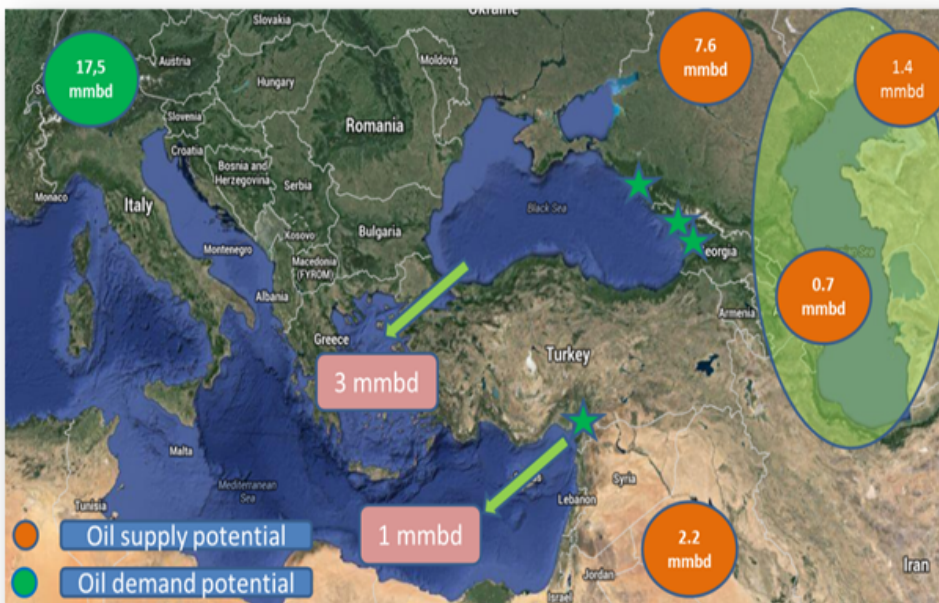 Ukraine
Slovakia
17,5
mmbd
Austria
Moldova
7.6
mmbd
1.4
mmbd
Hungary
Slovenia
Croatia
Romania
Bosnia and
Herzegovina
Serbia
Monaco
Italy
Black Sea
Montenegro
Kosovo
Bulgaria
Georgia
Macedonia
(FYROM)
Albania
Armenia
0.7
mmbd
Greece
Turkey
3 mmbd
Malta
Syria
Mediterranean
Sea
Lebanon
Tunisia
1 mmbd
2.2
mmbd
Oil supply potential
Jordan
Iran
Oil demand potential
Israel